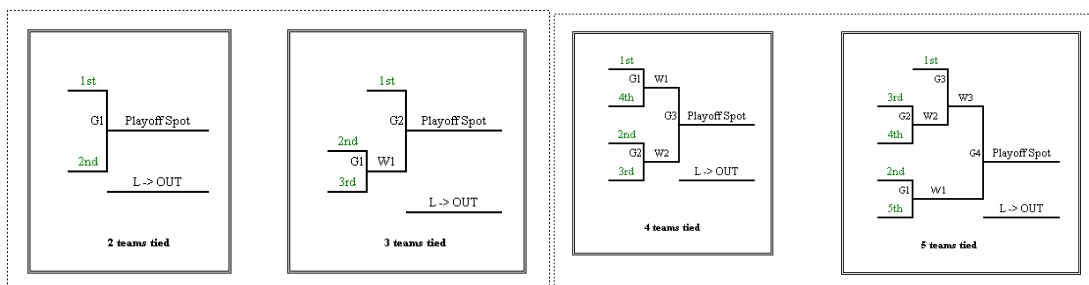 1st
G1
Playoff Spot
2nd
L -> OUT
2 teams tied
1st
G2
Playoff Spot
2nd
G1
W1
3rd
L -> OUT
3 teams tied
1st
G1
W1
4th
G3
Playoff Spot
2nd
G2
W2
3rd
L -> OUT
4 teams tied
1st
G3
3rd
W3
G2
W2
4th
G4
Playoff Spot
2nd
G1
W1
5th
L -> OUT
5 teams tied